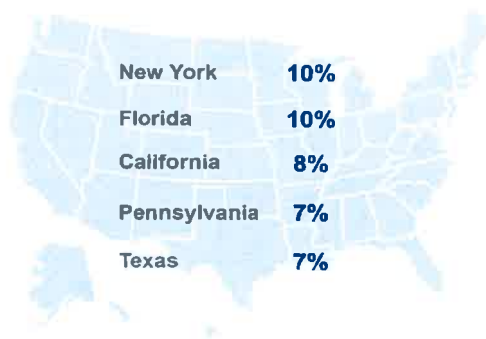 New York 10%
Florida 10%
California 8%
Pennsylvania 7%
Texas 7%